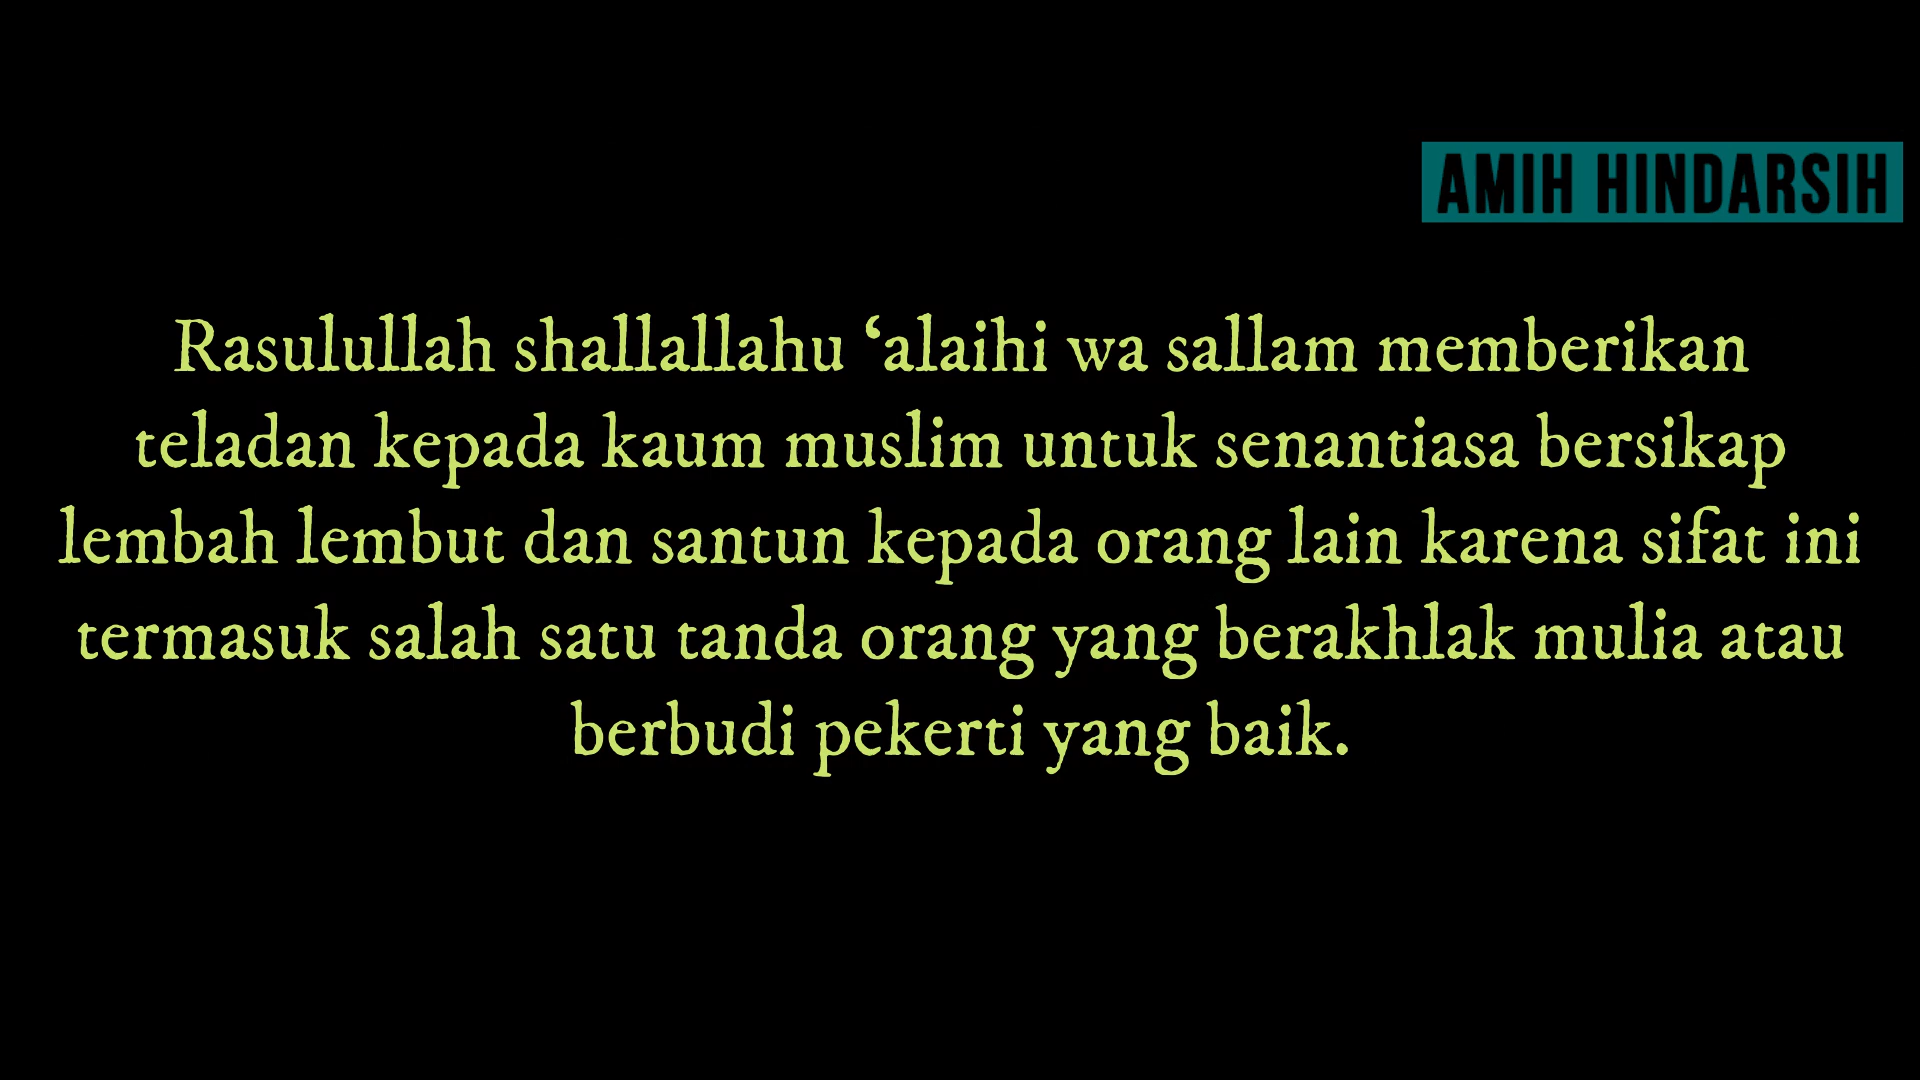 AMIH HINDARSIH
Rasulullah shallallahu ‘alaihi wa sallam memberikan
teladan kepada kaum muslim untuk senantiasa bersikap
lembah lembut dan santun kepada orang lain karena sifat ini
termasuk salah satu tanda orang yang berakhlak mulia atau
berbudi pekerti yang baik.